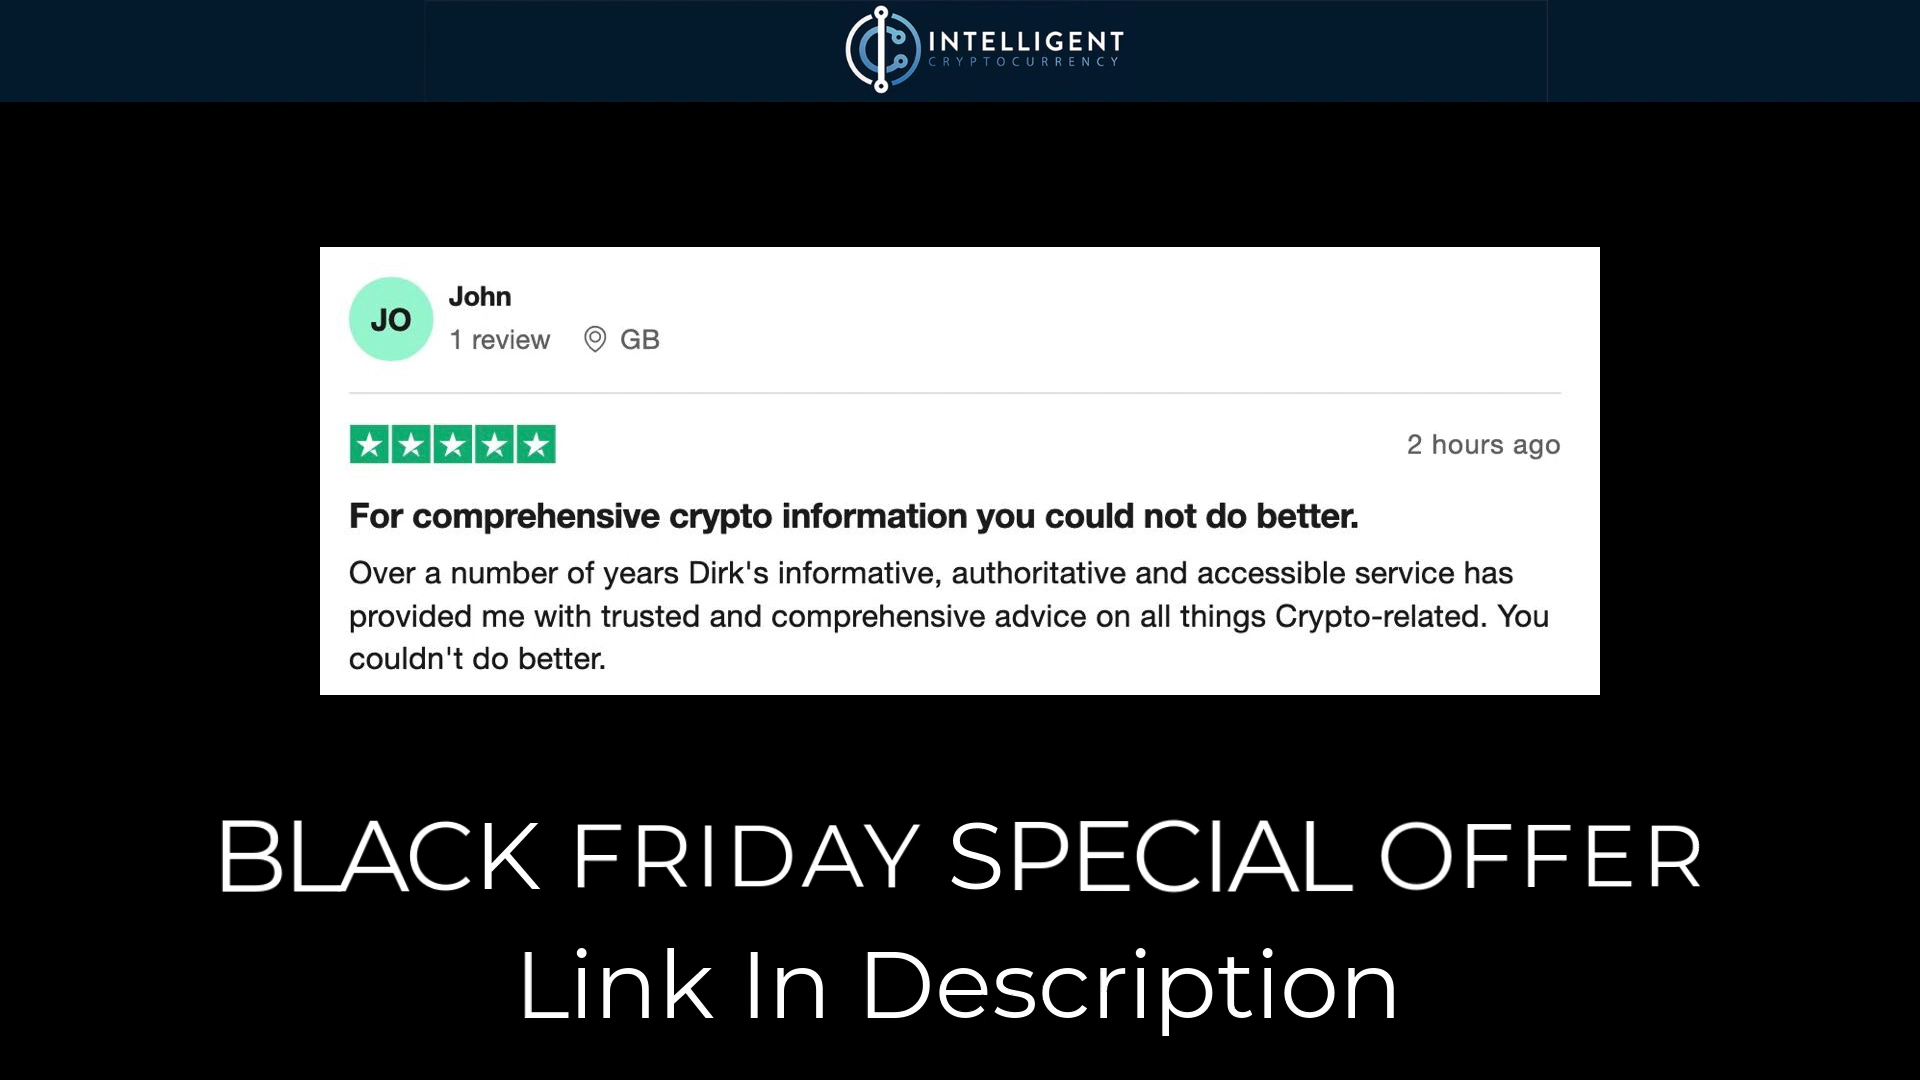 INTELLIGENT
CRYPTOCURRENCY
JO
John
1 review GB
2 hours ago
For comprehensive crypto information you could not do better.
Over a number of years Dirk's informative, authoritative and accessible service has
provided me with trusted and comprehensive advice on all things Crypto-related. You
couldn't do better.
BLACK FRIDAY SPECIAL OFFER
Link In Description